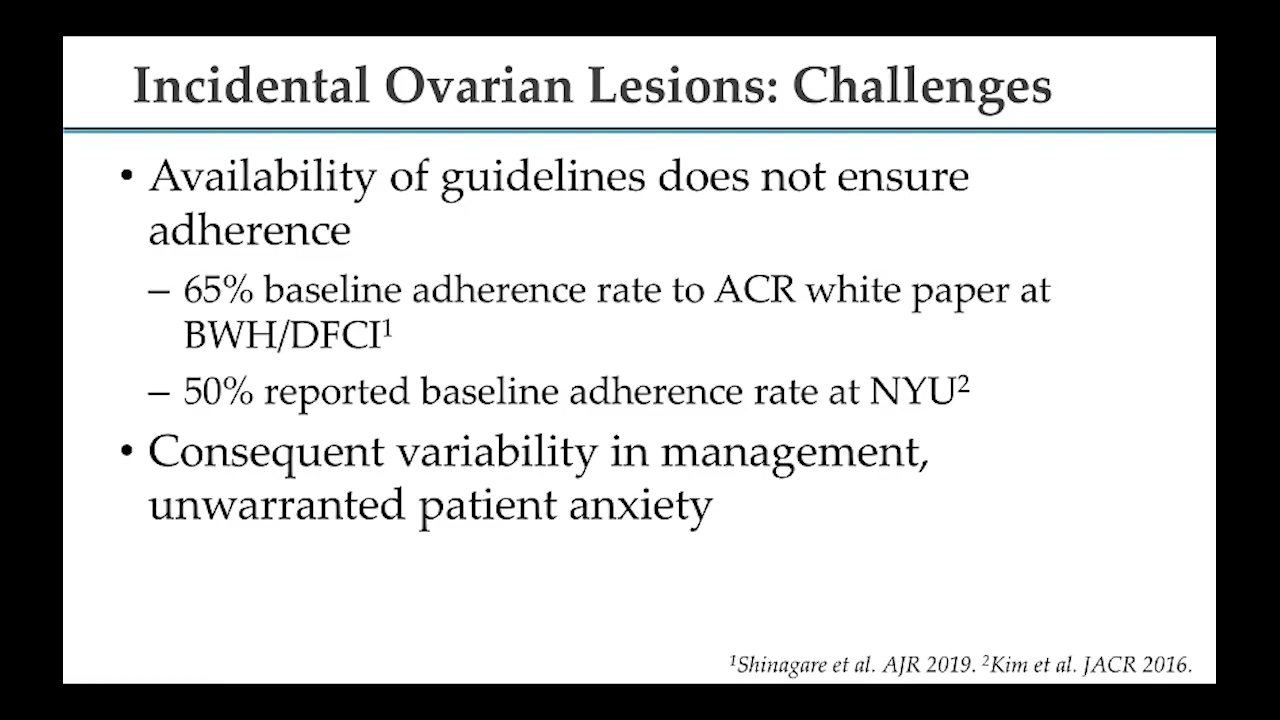 Incidental Ovarian Lesions: Challenges
• Availability of guidelines does not ensure
adherence
– 65% baseline adherence rate to ACR white paper at
BWH/DFCI¹
– 50% reported baseline adherence rate at NYU²
• Consequent variability in management,
unwarranted patient anxiety
¹Shinagare et al. AJR 2019. ²Kim et al. JACR 2016.